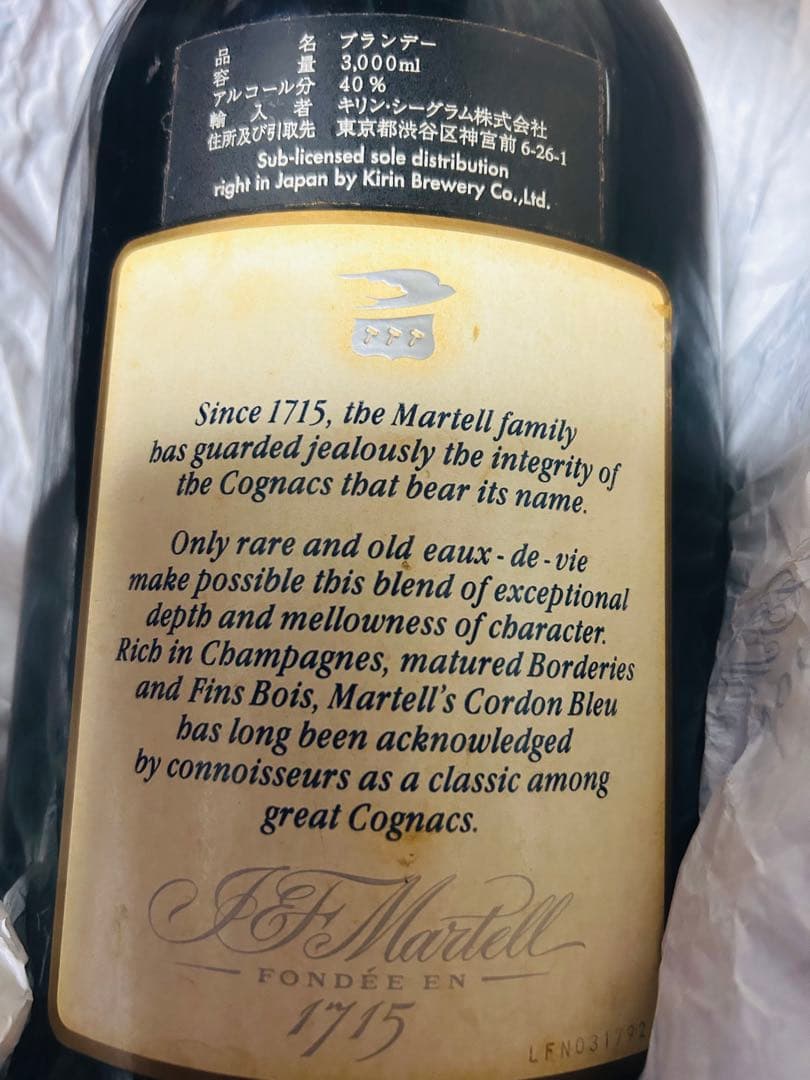 品 名 ブランデー
容 量 3,000ml
アルコール分 40%
輸 入 者 キリン・シーグラム株式会社
住所及び引取先 東京都渋谷区神宮前 6-26-1
Sub-licensed sole distribution
right in Japan by Kirin Brewery Co.,Ltd.
Since 1715, the Martell family
has guarded jealously the integrity of
the Cognacs that bear its name.
Only rare and old eaux - de - vie
make possible this blend of exceptional
depth and mellowness of character.
Rich in Champagnes, matured Borderies
and Fins Bois, Martell's Cordon Bleu
has long been acknowledged
by connoisseurs as a classic among
great Cognacs.
J&F Martell
FONDÉE EN
1715
LFN031792